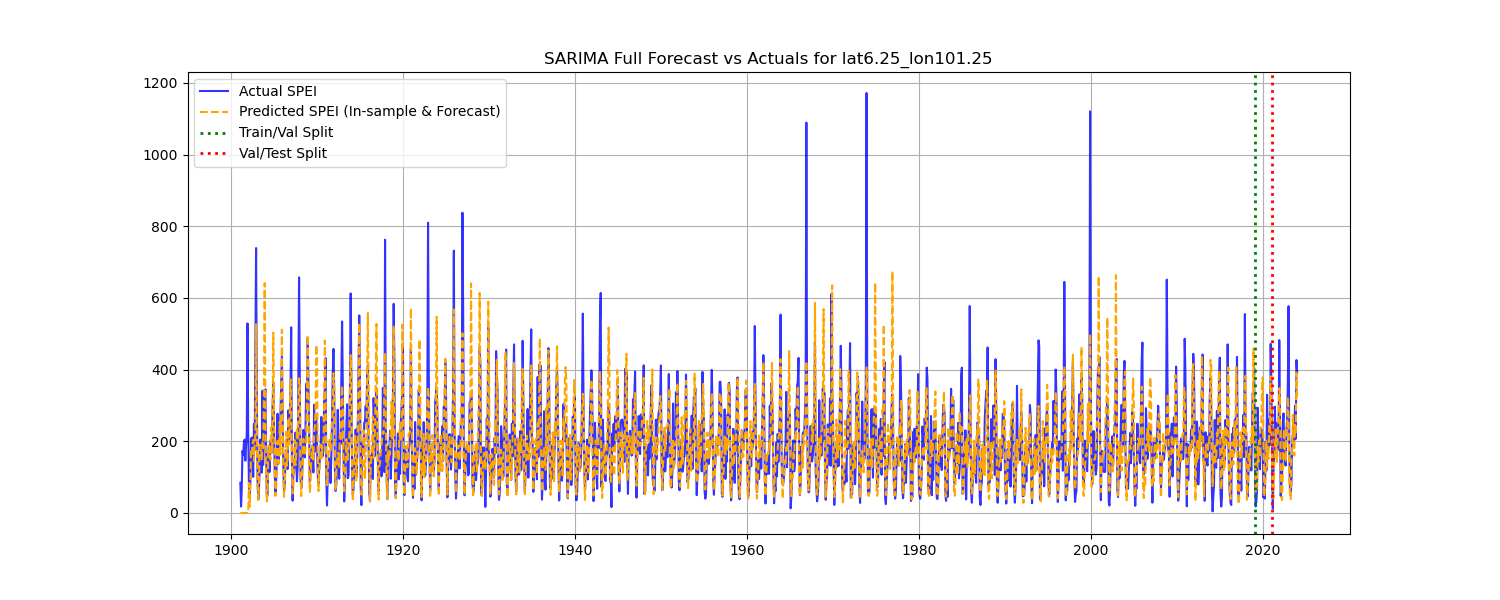 SARIMA Full Forecast vs Actuals for lat6.25_lon101.25
1200
1000
800
600
400
200
0
Actual SPEI
Predicted SPEI (In-sample & Forecast)
Train/Val Split
Val/Test Split
1900 1920 1940 1960 1980 2000 2020